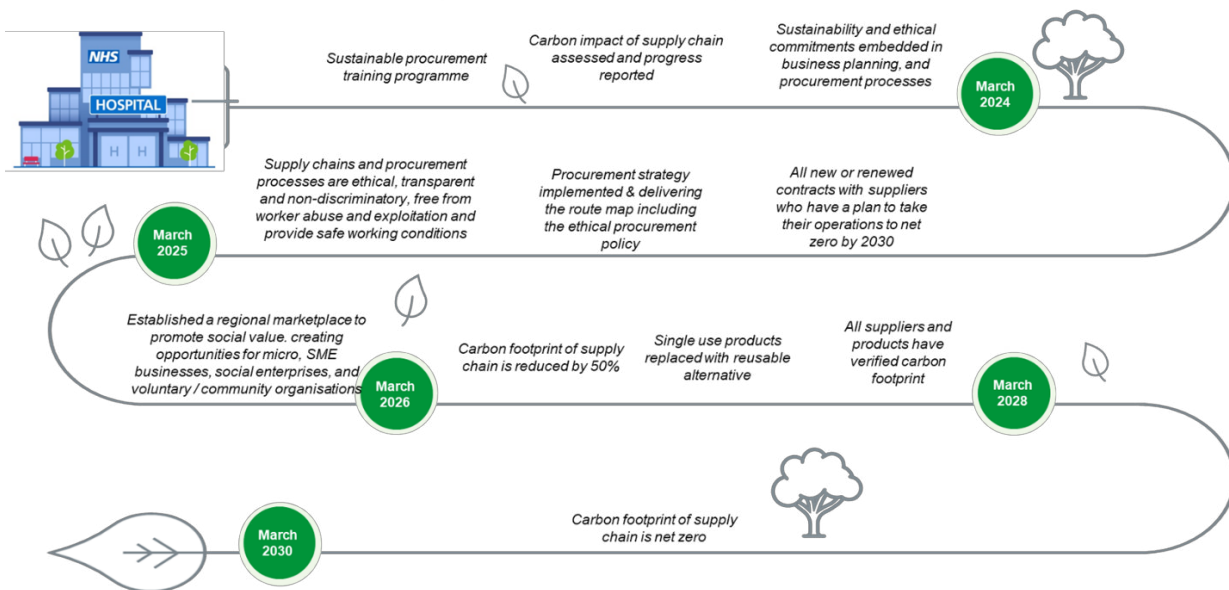 NHS
HOSPITAL
H H
Sustainable procurement
training programme
Carbon impact of supply chain
assessed and progress
reported
Sustainability and ethical
commitments embedded in
business planning, and
procurement processes
March
2024
All new or renewed
contracts with suppliers
who have a plan to take
their operations to net
zero by 2030
Procurement strategy
implemented & delivering
the route map including
the ethical procurement
policy
Supply chains and procurement
processes are ethical, transparent
and non-discriminatory, free from
worker abuse and exploitation and
provide safe working conditions
March
2025
Established a regional marketplace to
promote social value. creating
opportunities for micro, SME
businesses, social enterprises, and
voluntary / community organisations
March
2026
Carbon footprint of supply
chain is reduced by 50%
Single use products
replaced with reusable
alternative
All suppliers and
products have
verified carbon
footprint
March
2028
Carbon footprint of supply
chain is net zero
March
2030